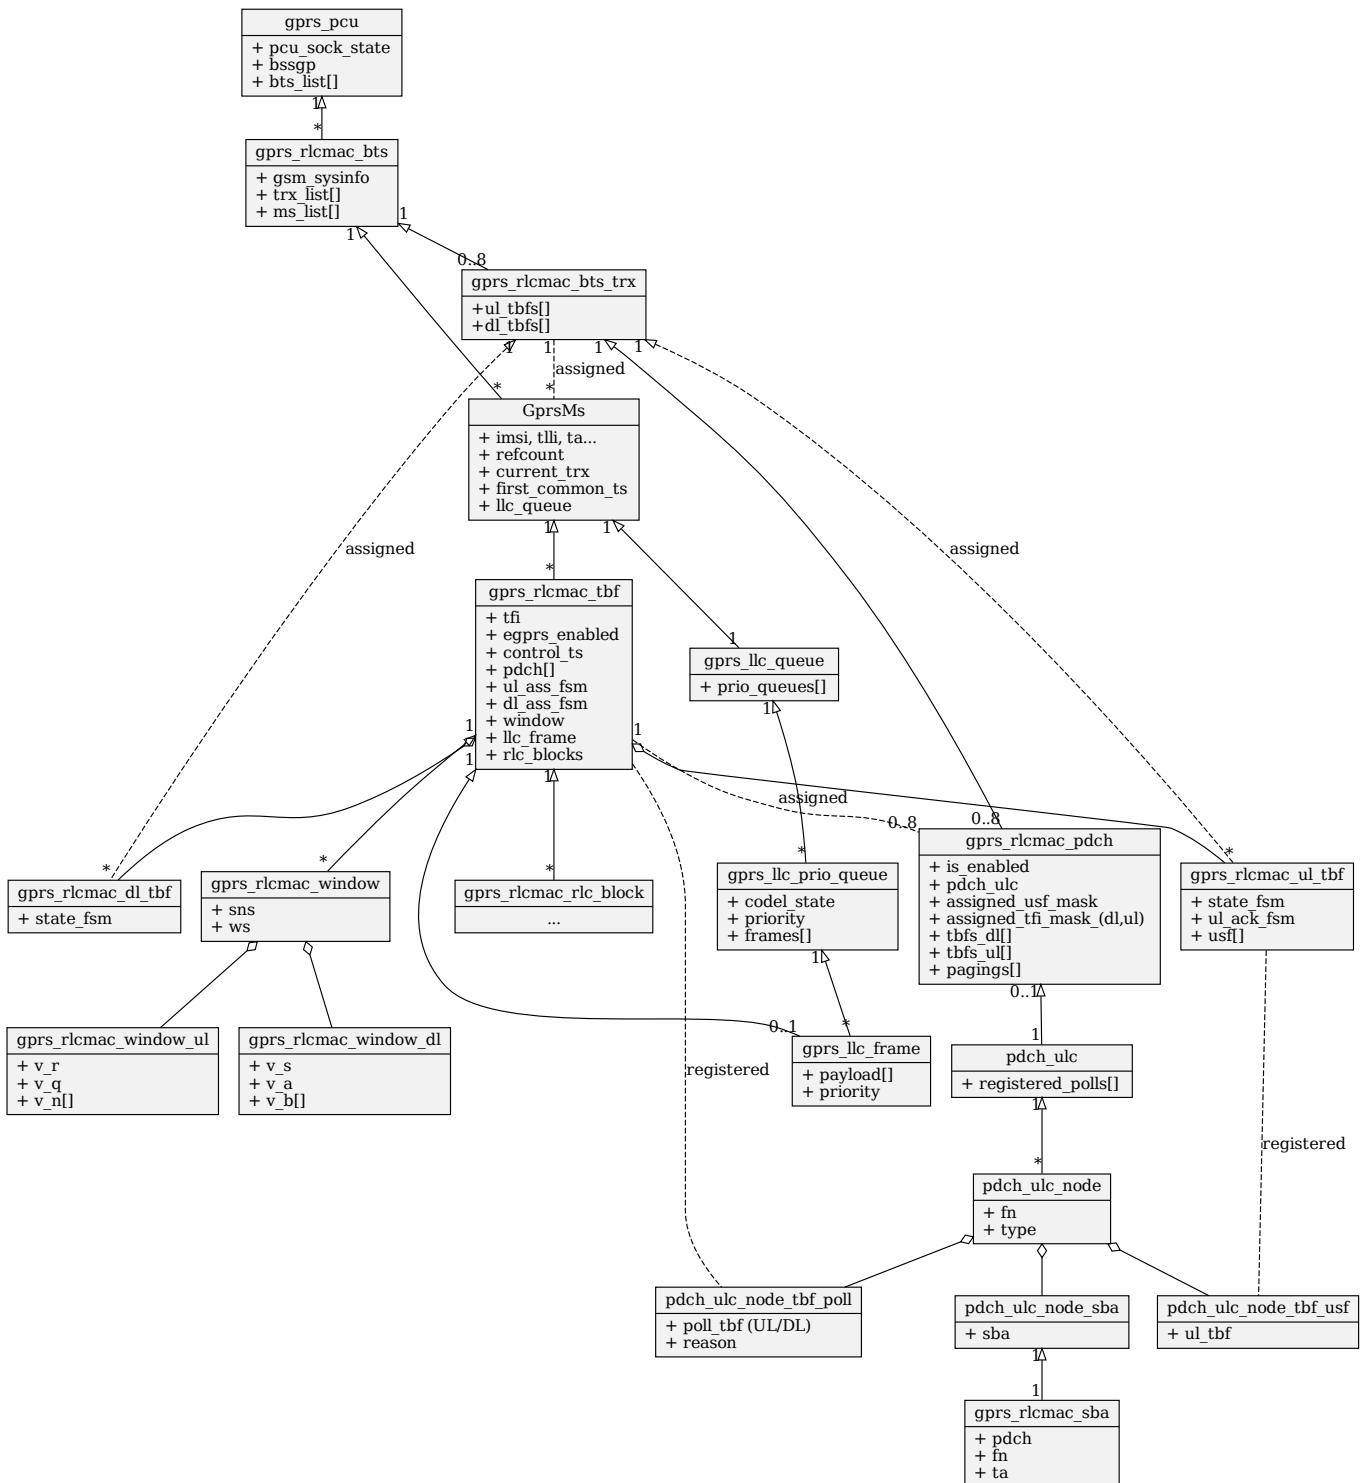 gprs_pcu
+ pcu_sock_state
+ bssgp
+ bts_list[]
1
*
gprs_rlcmac_bts
+ gsm_sysinfo
+ trx_list[]
+ ms_list[]
1
1
0..8
gprs_rlcmac_bts_trx
+ul_tbfs[]
+dl_tbfs[]
1
1
1
1
assigned
*
*
GprsMs
+ imsi, tlli, ta...
+ refcount
+ current_trx
+ first_common_ts
+ llc_queue
1
1
assigned
assigned
*
gprs_rlcmac_tbf
+ tfi
+ egprs_enabled
+ control_ts
+ pdch[]
+ ul_ass_fsm
+ dl_ass_fsm
+ window
+ llc_frame
+ rlc_blocks
1
gprs_llc_queue
+ prio_queues[]
1
1
1
1
1
assigned
0..8
0..8
*
*
*
*
*
gprs_rlcmac_dl_tbf
+ state_fsm
gprs_rlcmac_window
+ sns
+ ws
gprs_rlcmac_rlc_block
...
gprs_llc_prio_queue
+ codel_state
+ priority
+ frames[]
1
gprs_rlcmac_pdch
+ is_enabled
+ pdch_ulc
+ assigned_usf_mask
+ assigned_tfi_mask_(dl,ul)
+ tbfs_dl[]
+ tbfs_ul[]
+ pagings[]
0..1
gprs_rlcmac_ul_tbf
+ state_fsm
+ ul_ack_fsm
+ usf[]
gprs_rlcmac_window_ul
+ v_r
+ v_q
+ v_n[]
gprs_rlcmac_window_dl
+ v_s
+ v_a
+ v_b[]
0..1
*
gprs_llc_frame
+ payload[]
+ priority
1
pdch_ulc
+ registered_polls[]
1
registered
registered
*
pdch_ulc_node
+ fn
+ type
pdch_ulc_node_tbf_poll
+ poll_tbf (UL/DL)
+ reason
pdch_ulc_node_sba
+ sba
1
pdch_ulc_node_tbf_usf
+ ul_tbf
1
gprs_rlcmac_sba
+ pdch
+ fn
+ ta